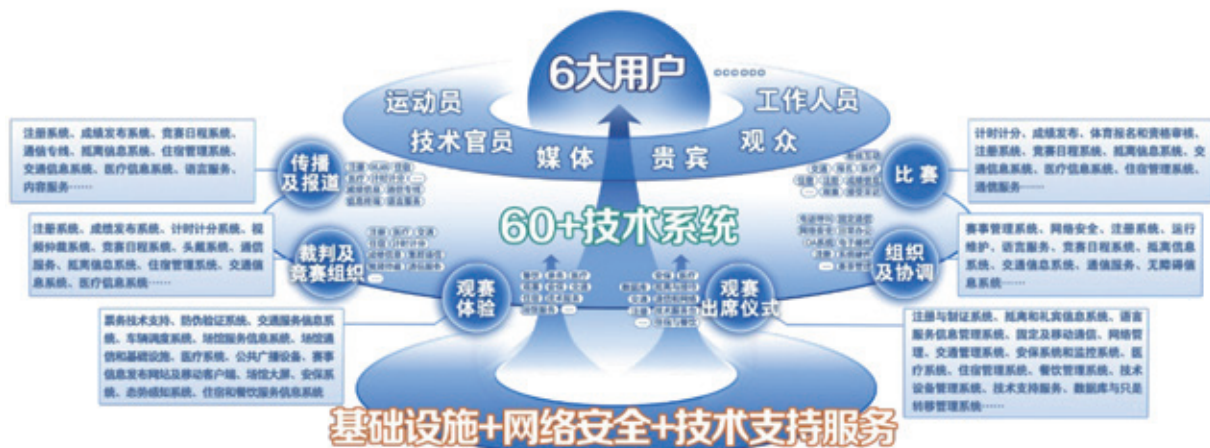 6大用户
运动员
工作人员
技术官员
观众
媒体
贵宾
注册系统、成绩发布系统、竞赛日程系统、
通信专线、抵离信息系统、住宿管理系统、
交通信息系统、医疗信息系统、语言服务、
内容服务……
传播
及报道
计时计分、成绩发布、体育报名和资格审核、
注册系统、竞赛日程系统、抵离信息系统、交
通信息系统、医疗信息系统、住宿管理系统、
通信服务……
比赛
60+技术系统
注册系统、成绩发布系统、计时计分系统、视
频仲裁系统、竞赛日程系统、头戴系统、通信
服务、抵离信息系统、住宿管理系统、交通信
息系统、医疗信息系统……
裁判及
竞赛组织
赛事管理系统、网络安全、注册系统、运行
维护、语言服务、竞赛日程系统、抵离信息
系统、交通信息系统、通信服务、无障碍信
息系统……
组织
及协调
观赛
体验
观赛
出席仪式
票务技术支持、防伪验证系统、交通服务信息系
统、车辆调度系统、场馆服务信息系统、场馆通
信和基础设施、医疗系统、公共广播设备、赛事
信息发布网站及移动客户端、场馆大屏、安保系
统、态势感知系统、住宿和餐饮服务信息系统
注册与制证系统、抵离和礼宾信息系统、语言
服务信息管理系统、固定及移动通信、网络管
理、交通管理系统、安保系统和监控系统、医
疗系统、住宿管理系统、餐饮管理系统、技术
设备管理系统、技术支持服务、数据库与只是
转移管理系统……
基础设施+网络安全+技术支持服务